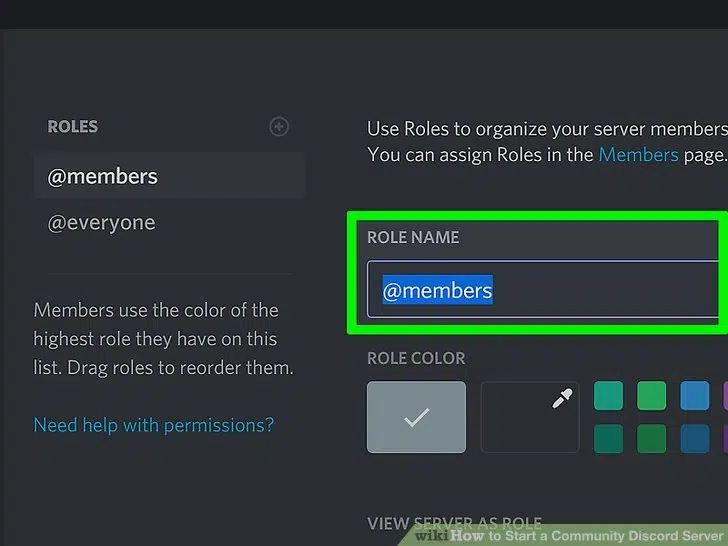 ROLES
@members
@everyone
Members use the color of the
highest role they have on this
list. Drag roles to reorder them.
Need help with permissions?
Use Roles to organize your server members
You can assign Roles in the Members page.
ROLE NAME
@members
ROLE COLOR
VIEW SERVER AS ROLE
wikiHow to Start a Community Discord Server